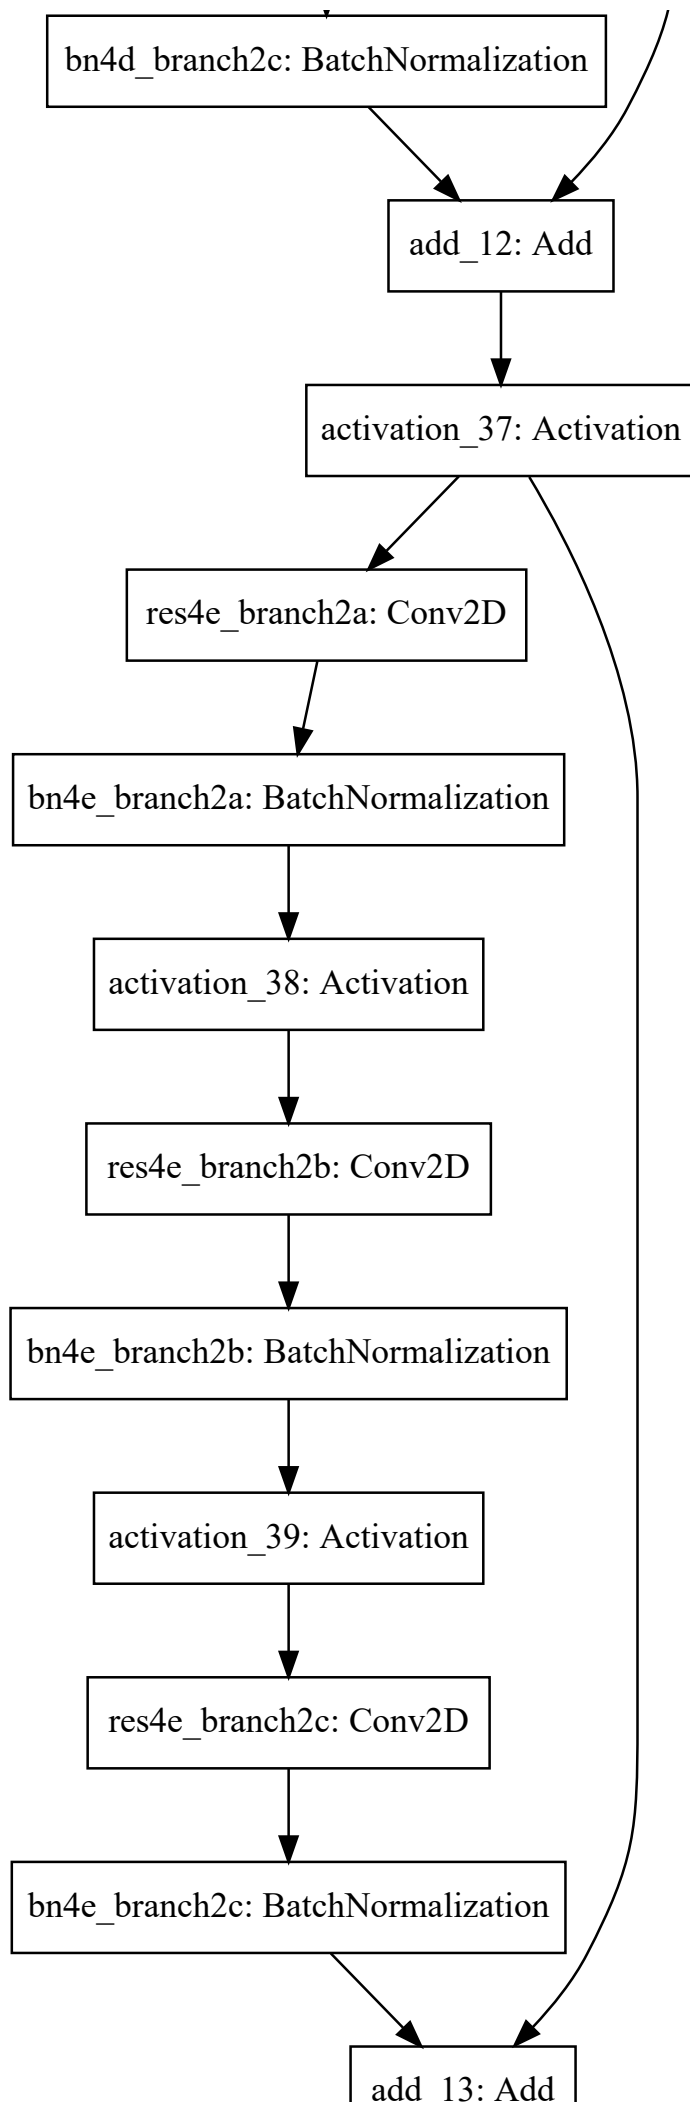 bn4d_branch2c: BatchNormalization
add_12: Add
activation_37: Activation
res4e_branch2a: Conv2D
bn4e_branch2a: BatchNormalization
activation_38: Activation
res4e_branch2b: Conv2D
bn4e_branch2b: BatchNormalization
activation_39: Activation
res4e_branch2c: Conv2D
bn4e_branch2c: BatchNormalization
add_13: Add